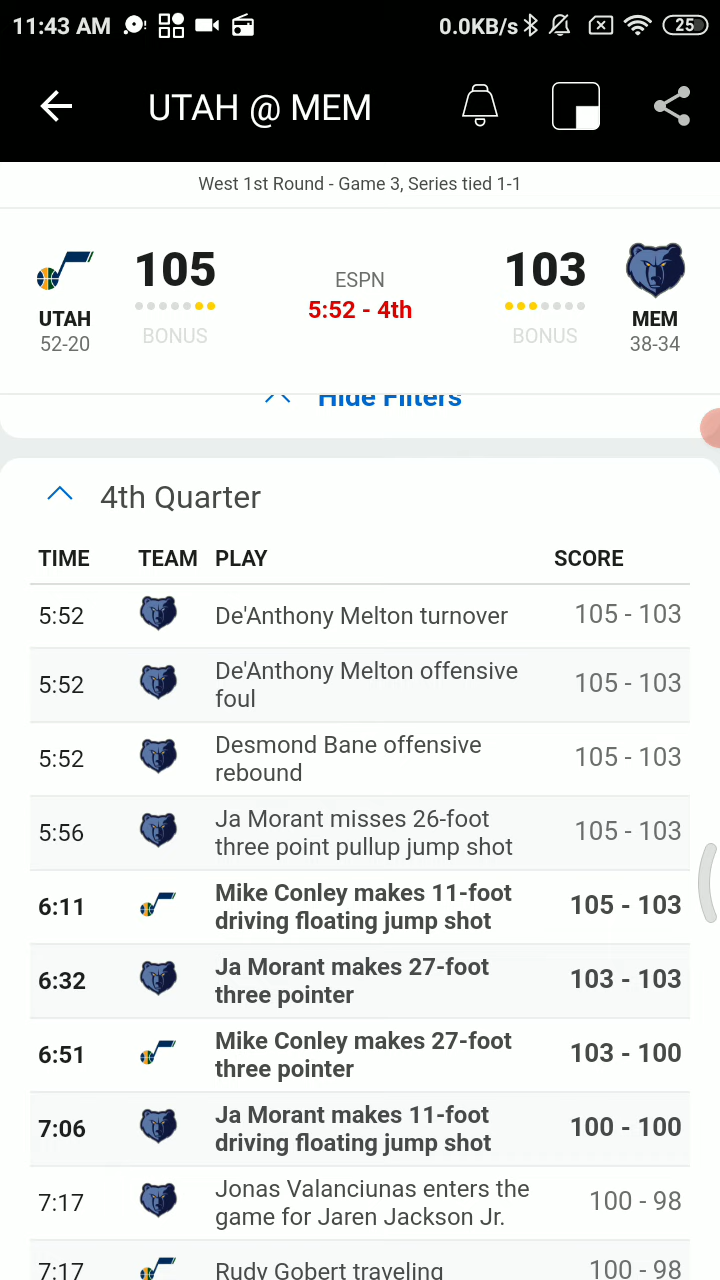 11:43 AM 0.0KB/s 25
UTAH @ MEM
West 1st Round - Game 3, Series tied 1-1
105 103
ESPN
5:52 - 4th
UTAH MEM
52-20 BONUS BONUS 38-34
Hide Filters
4th Quarter
TIME TEAM PLAY SCORE
5:52 De'Anthony Melton turnover 105 - 103
5:52 De'Anthony Melton offensive
foul 105 - 103
5:52 Desmond Bane offensive
rebound 105 - 103
5:56 Ja Morant misses 26-foot
three point pullup jump shot 105 - 103
6:11 Mike Conley makes 11-foot
driving floating jump shot 105 - 103
6:32 Ja Morant makes 27-foot
three pointer 103 - 103
6:51 Mike Conley makes 27-foot
three pointer 103 - 100
7:06 Ja Morant makes 11-foot
driving floating jump shot 100 - 100
7:17 Jonas Valanciunas enters the
game for Jaren Jackson Jr. 100 - 98
7:17 Rudy Gobert traveling 100 - 98